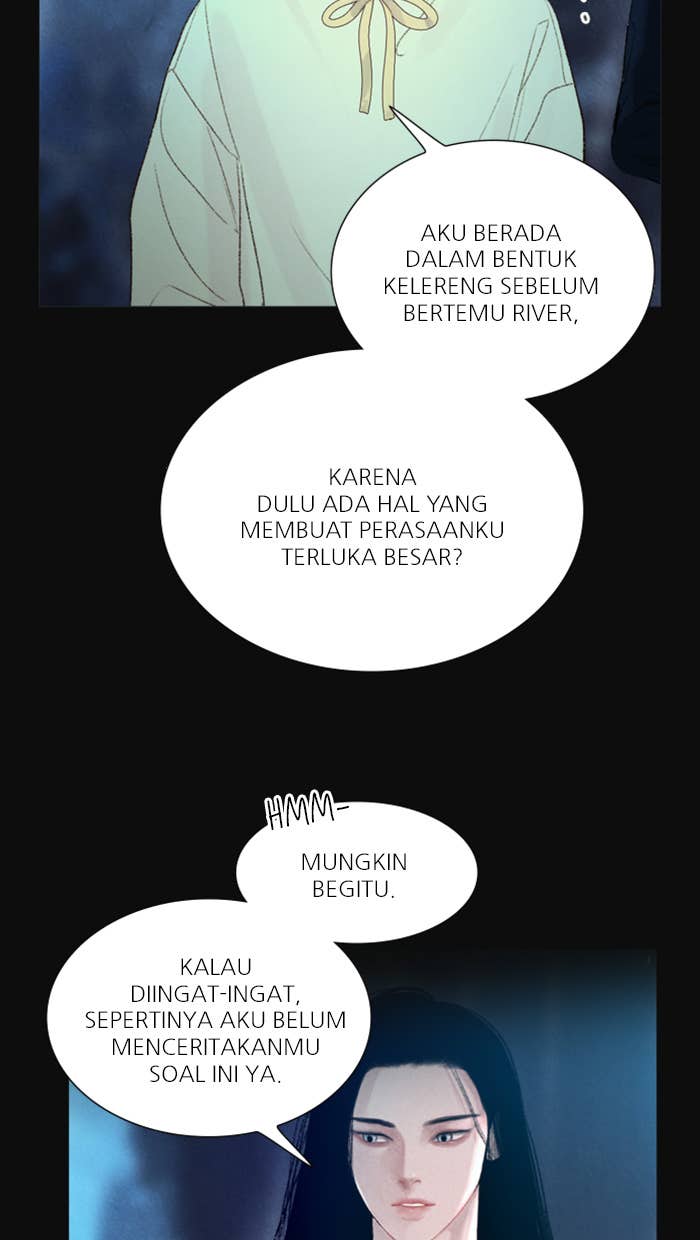 AKU BERADA
DALAM BENTUK
KELERENG SEBELUM
BERTEMU RIVER,
KARENA
DULU ADA HAL YANG
MEMBUAT PERASAANKU
TERLUKA BESAR?
HMM-
MUNGKIN
BEGITU.
KALAU
DIINGAT-INGAT,
SEPERTINYA AKU BELUM
MENCERITAKANMU
SOAL INI YA.